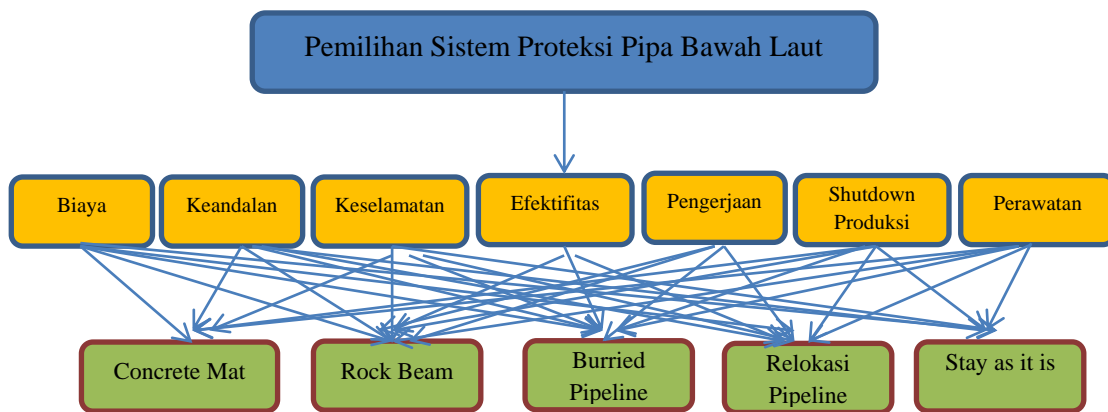 Pemilihan Sistem Proteksi Pipa Bawah Laut
Biaya
Keandalan
Keselamatan
Efektifitas
Pengerjaan
Shutdown
Produksi
Perawatan
Concrete Mat
Rock Beam
Burried
Pipeline
Relokasi
Pipeline
Stay as it is